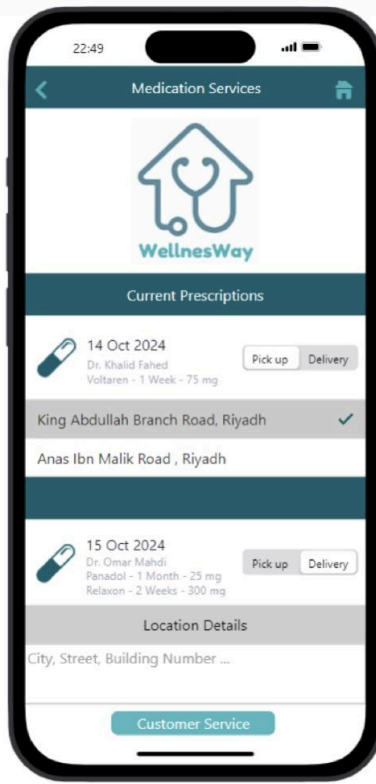 22:49
Medication Services
WellnesWay
Current Prescriptions
14 Oct 2024
Dr. Khalid Fahed
Voltaren - 1 Week - 75 mg
Pick up Delivery
King Abdullah Branch Road, Riyadh
Anas Ibn Malik Road , Riyadh
15 Oct 2024
Dr. Omar Mahdi
Panadol - 1 Month - 25 mg
Relaxon - 2 Weeks - 300 mg
Pick up Delivery
Location Details
City, Street, Building Number ...
Customer Service